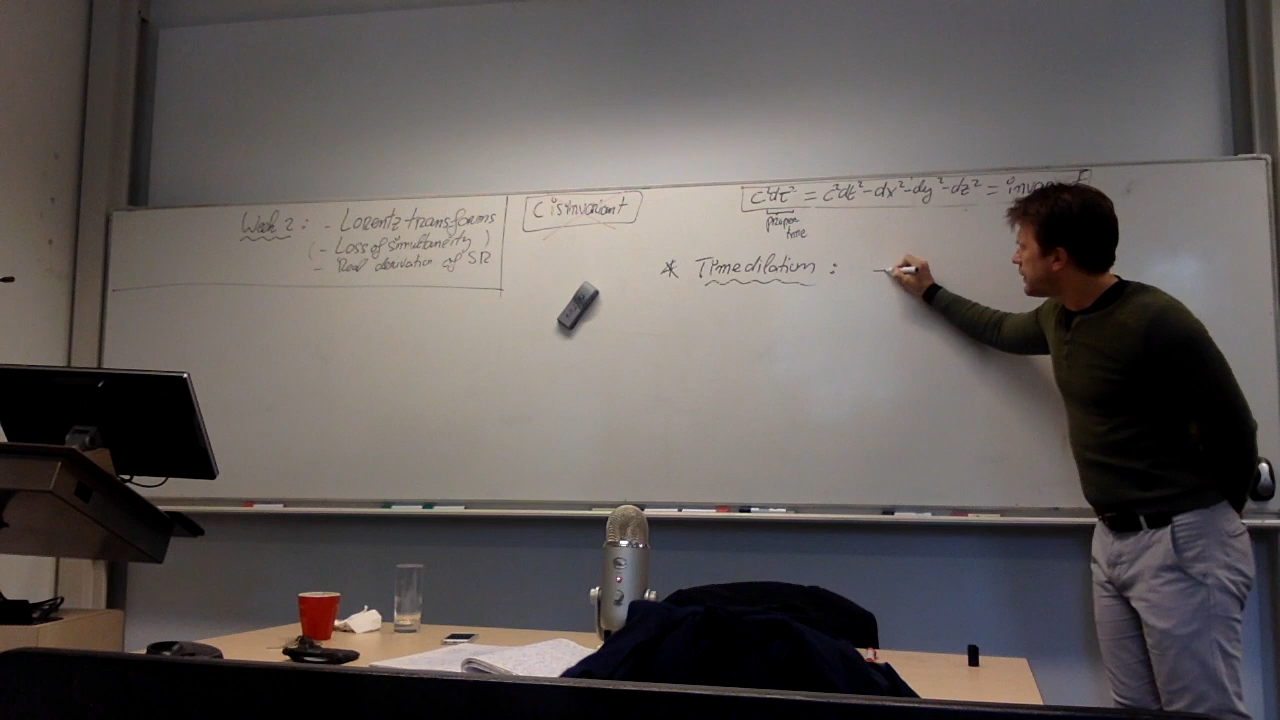 Week 2 : - Lorentz transforms
( - Loss of simultaneity )
- Real derivation of SR
C is invariant
c²dτ² = c²dt² - dx² - dy² - dz² = invariant
proper
time
* Time dilation :